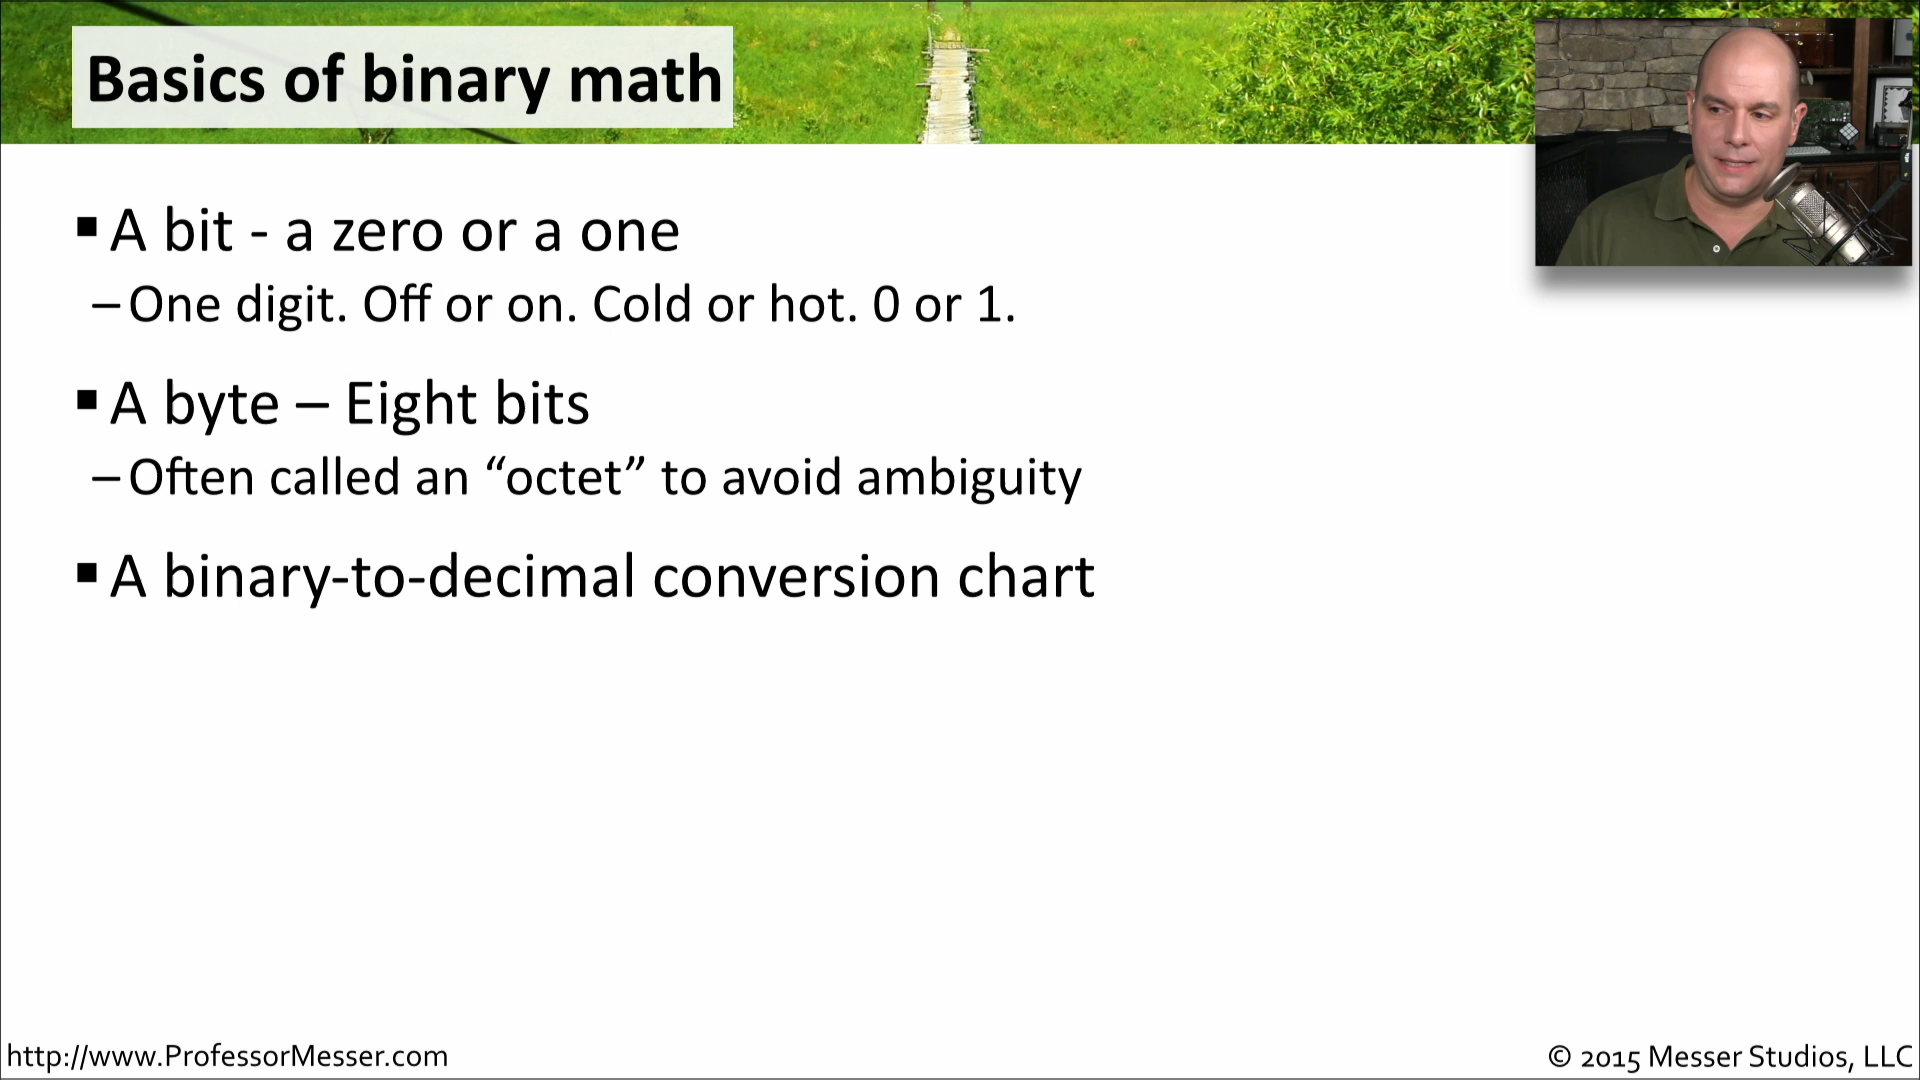 Basics of binary math
▪ A bit - a zero or a one
– One digit. Off or on. Cold or hot. 0 or 1.
▪ A byte – Eight bits
– Often called an “octet” to avoid ambiguity
▪ A binary-to-decimal conversion chart
http://www.ProfessorMesser.com
© 2015 Messer Studios, LLC